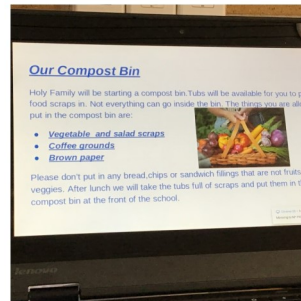 Our Compost Bin
Holy Family will be starting a compost bin.Tubs will be available for you to p
food scraps in. Not everything can go inside the bin. The things you are all
put in the compost bin are:
Vegetable and salad scraps
Coffee grounds
Brown paper
Please don't put in any bread,chips or sandwich fillings that are not fruits
veggies. After lunch we will take the tubs full of scraps and put them in t
compost bin at the front of the school.
lenovo